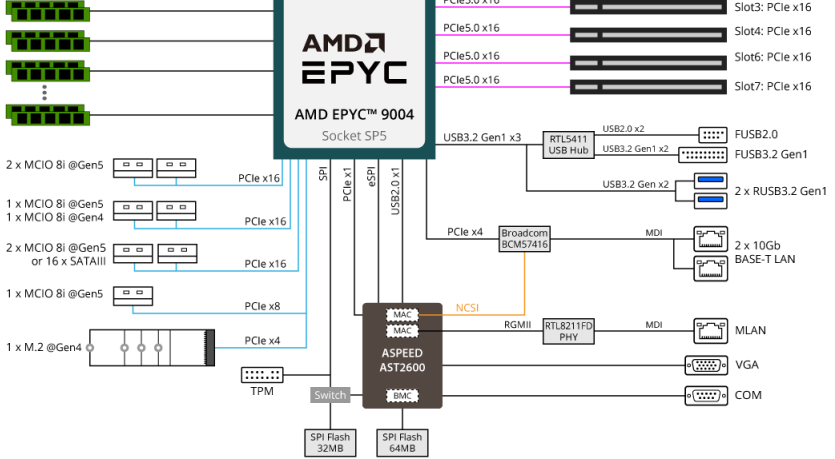 PCIe5.0 x16
Slot3: PCIe x16
PCIe5.0 x16
Slot4: PCIe x16
PCIe5.0 x16
Slot6: PCIe x16
PCIe5.0 x16
Slot7: PCIe x16
AMD
EPYC
AMD EPYC™ 9004
Socket SP5
2 x MCIO 8i @Gen5
PCIe x16
1 x MCIO 8i @Gen5
1 x MCIO 8i @Gen4
PCIe x16
2 x MCIO 8i @Gen5
or 16 x SATAIII
PCIe x16
1 x MCIO 8i @Gen5
PCIe x8
1 x M.2 @Gen4
PCIe x4
SPI
PCIe x1
eSPI
USB2.0 x1
USB3.2 Gen1 x3
RTL5411
USB Hub
USB2.0 x2
FUSB2.0
USB3.2 Gen1 x2
FUSB3.2 Gen1
USB3.2 Gen x2
2 x RUSB3.2 Gen1
PCIe x4
Broadcom
BCM57416
MDI
2 x 10Gb
BASE-T LAN
NCSI
MAC
MAC
RGMII
RTL8211FD
PHY
MDI
MLAN
ASPEED
AST2600
VGA
BMC
COM
TPM
Switch
SPI Flash
32MB
SPI Flash
64MB